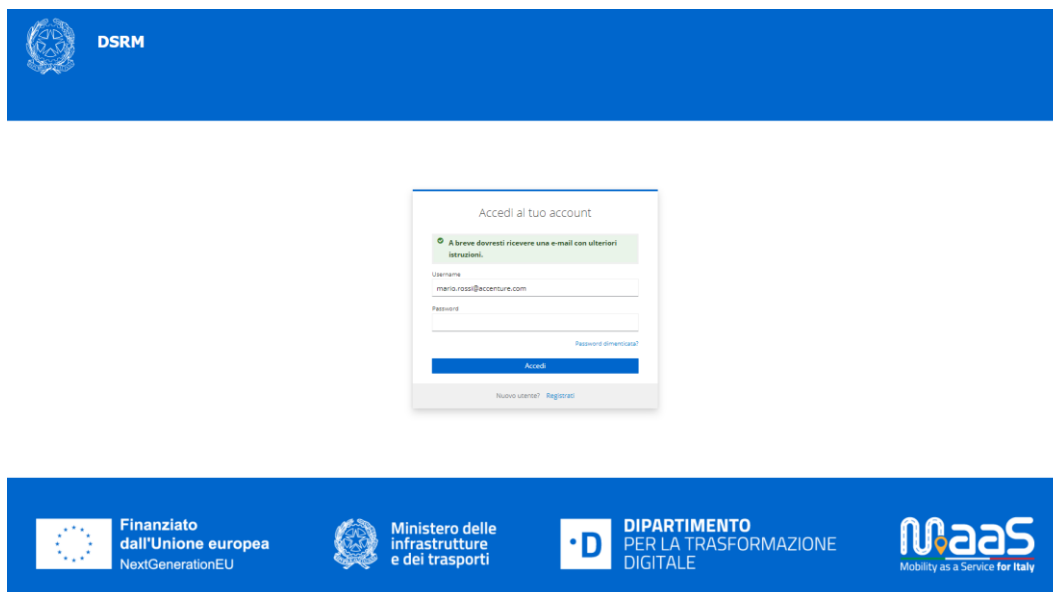 DSRM
Accedi al tuo account
A breve dovresti ricevere una e-mail con ulteriori
istruzioni.
Username
mario.rossi@accenture.com
Password
Password dimenticata?
Accedi
Nuovo utente? Registrati
Finanziato
dall'Unione europea
NextGenerationEU
Ministero delle
infrastrutture
e dei trasporti
D
DIPARTIMENTO
PER LA TRASFORMAZIONE
DIGITALE
MaaS
Mobility as a Service for Italy